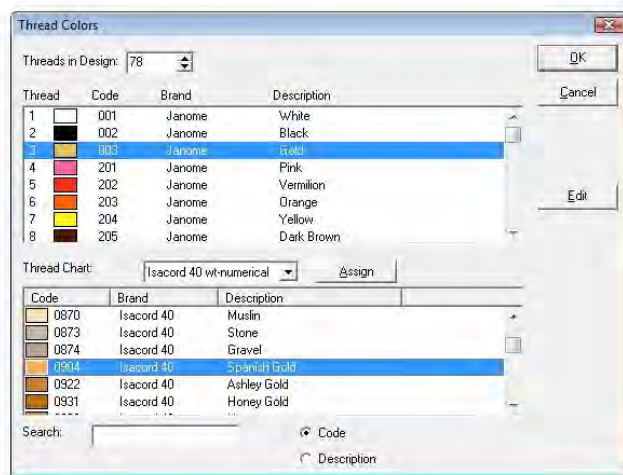 Thread Colors
Threads in Design: 78
OK
Thread Code Brand Description
Cancel
1 001 Janome White
2 002 Janome Black
3 003 Janome Gold
4 201 Janome Pink
5 202 Janome Vermilion
6 203 Janome Orange
Edit
7 204 Janome Yellow
8 205 Janome Dark Brown
Thread Chart: Isacord 40 wt-numerical Assign
Code Brand Description
0870 Isacord 40 Muslin
0873 Isacord 40 Stone
0874 Isacord 40 Gravel
0904 Isacord 40 Spanish Gold
0922 Isacord 40 Ashley Gold
0931 Isacord 40 Honey Gold
Search: Code
Description